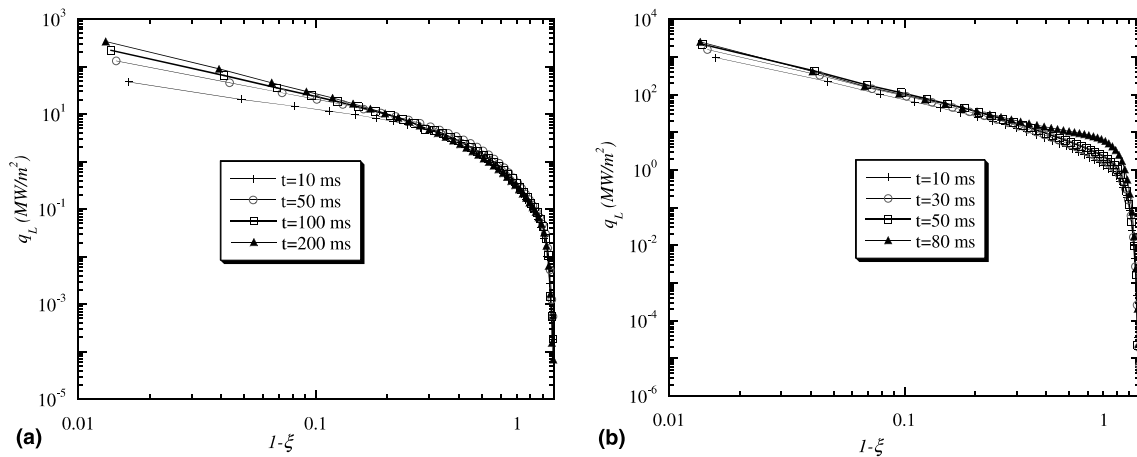 10^3
10^1
10^-1
10^-3
10^-5
q_L (MW/m^2)
t=10 ms
t=50 ms
t=100 ms
t=200 ms
0.01
0.1
1
1-ξ
(a)
10^4
10^2
10^0
10^-2
10^-4
10^-6
q_L (MW/m^2)
t=10 ms
t=30 ms
t=50 ms
t=80 ms
0.01
0.1
1
1-ξ
(b)